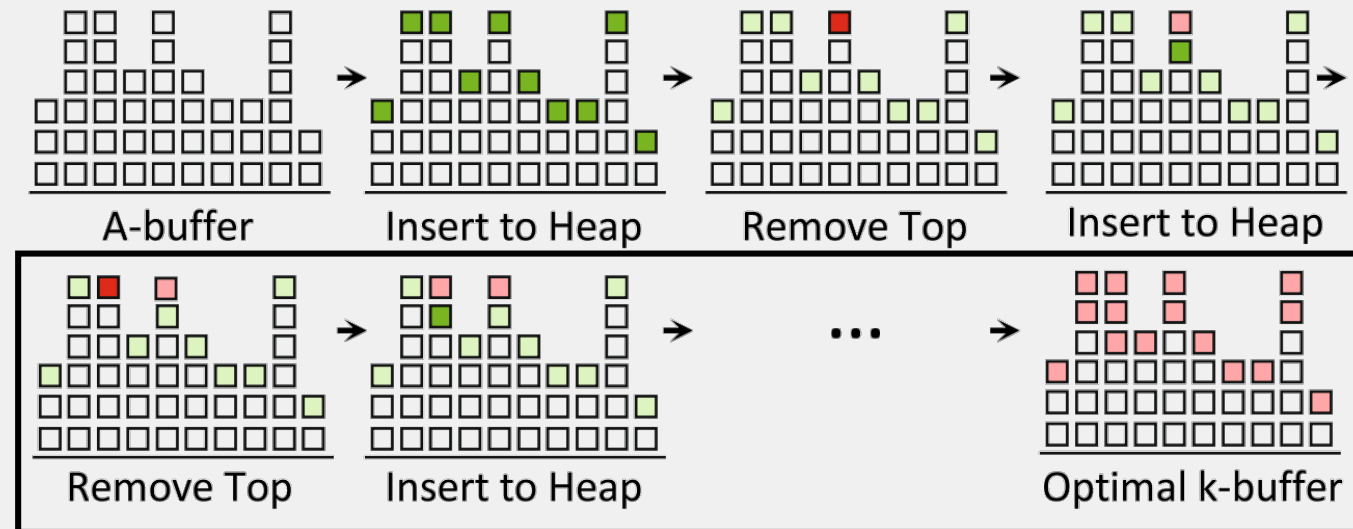 A-buffer
Insert to Heap
Remove Top
Insert to Heap
Remove Top
Insert to Heap
...
Optimal k-buffer